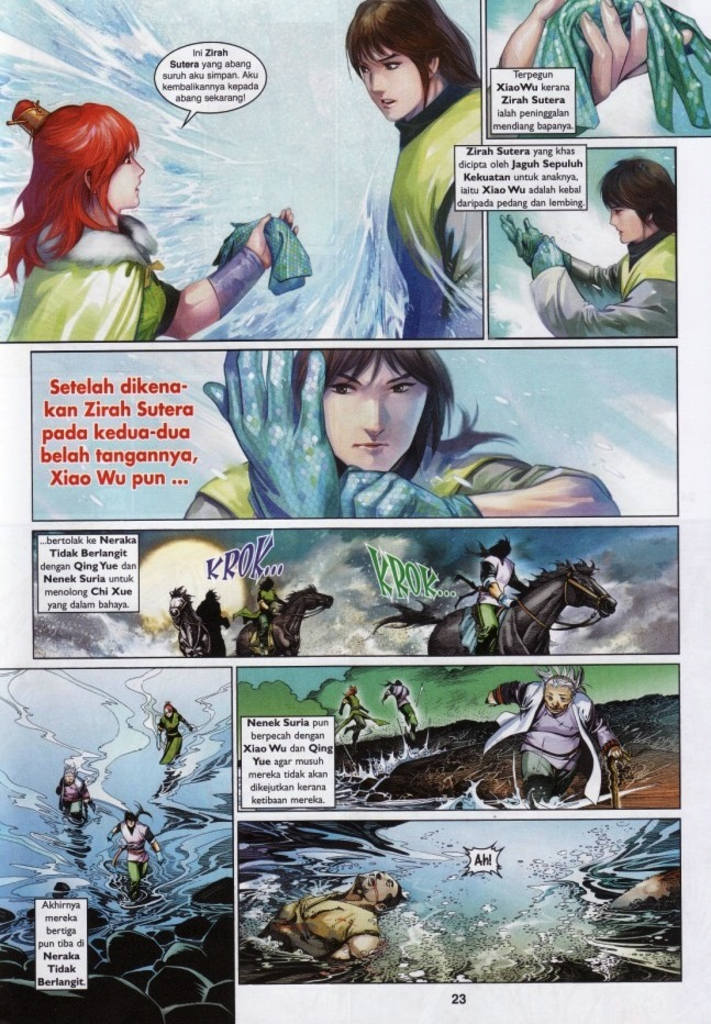 Ini Zirah
Sutera yang abang
suruh aku simpan. Aku
kembalikannya kepada
abang sekarang!
Terpegun
XiaoWu kerana
Zirah Sutera
ialah peninggalan
mendiang bapanya.
Zirah Sutera yang khas
dicipta oleh Jaguh Sepuluh
Kekuatan untuk anaknya,
iaitu Xiao Wu adalah kebal
daripada pedang dan lembing.
Setelah dikena-
kan Zirah Sutera
pada kedua-dua
belah tangannya,
Xiao Wu pun ...
...bertolak ke Neraka
Tidak Berlangit
dengan Qing Yue dan
Nenek Suria untuk
menolong Chi Xue
yang dalam bahaya.
KROK...
KROK...
Akhirnya
mereka
bertiga
pun tiba di
Neraka
Tidak
Berlangit.
Nenek Suria pun
berpecah dengan
Xiao Wu dan Qing
Yue agar musuh
mereka tidak akan
dikejutkan kerana
ketibaan mereka.
Ah!
23